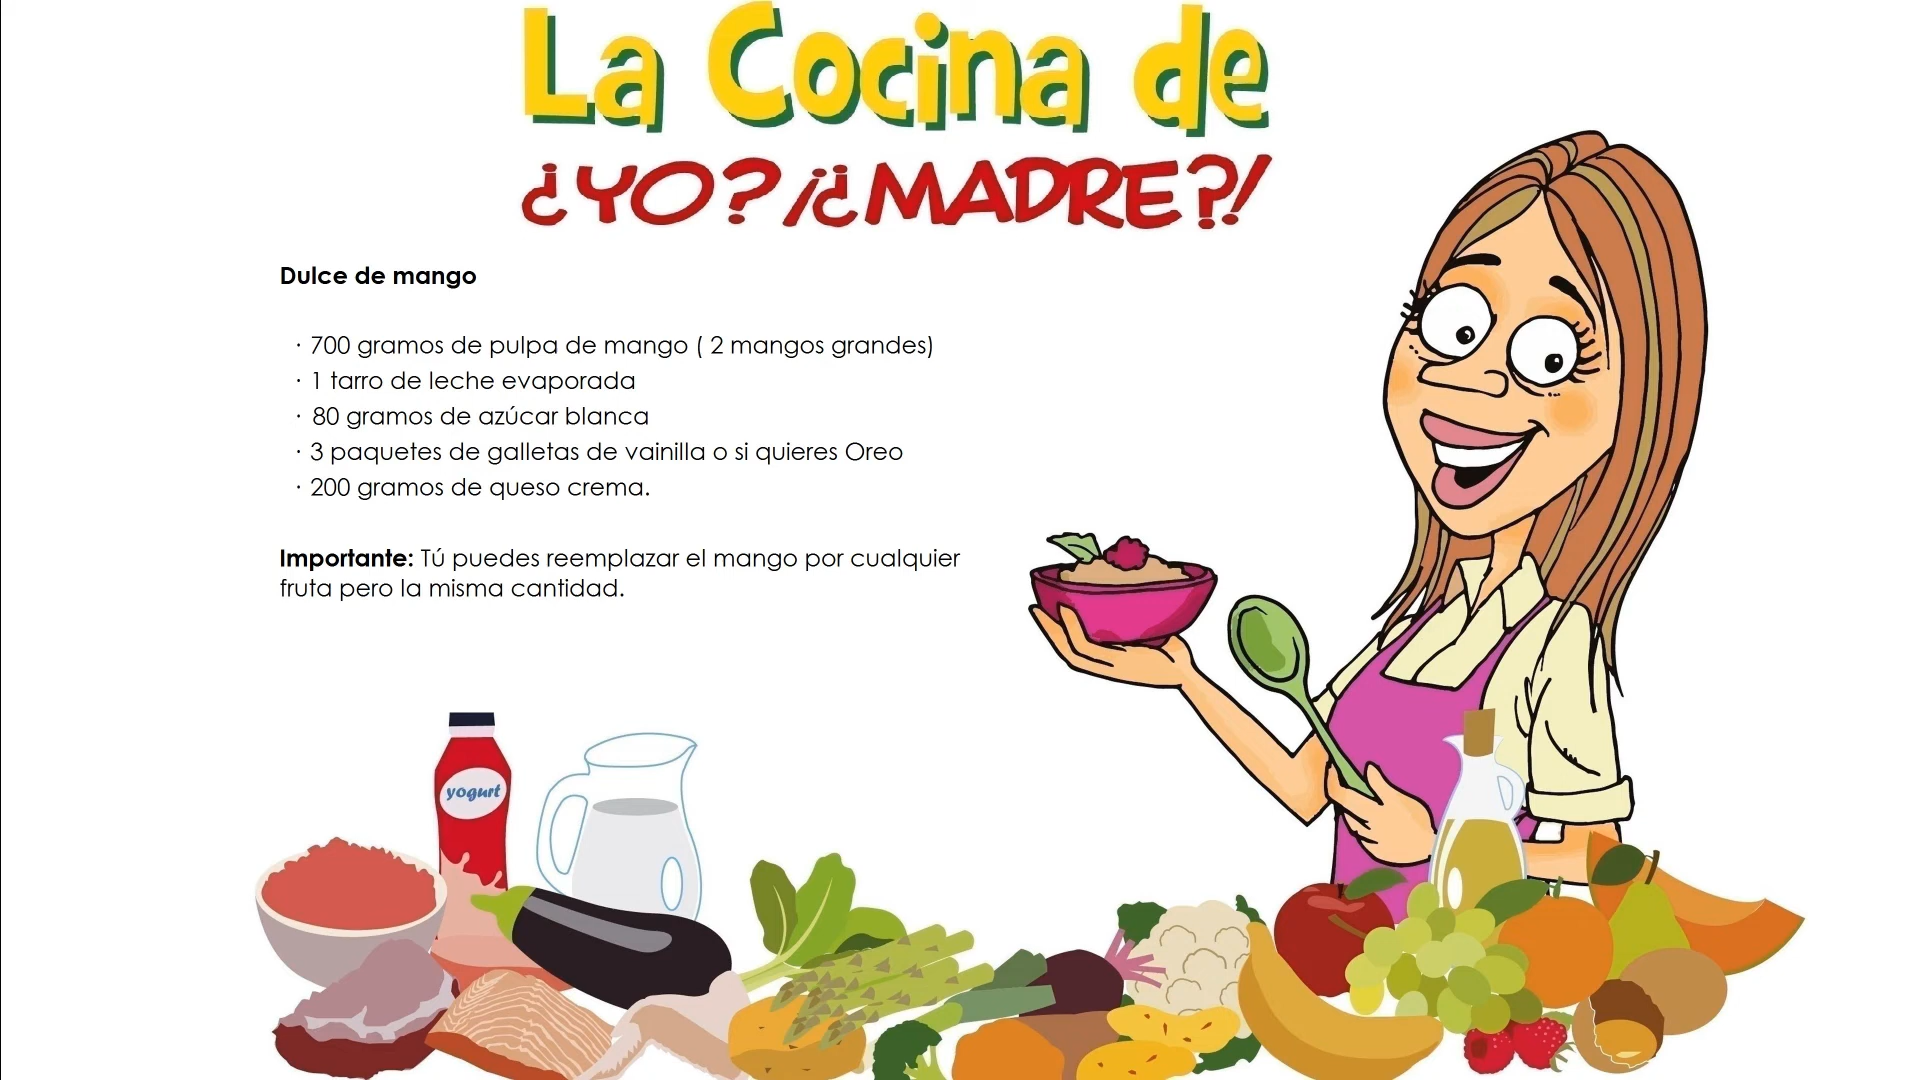 La Cocina de
¿YO? ¡¿MADRE?!
Dulce de mango
· 700 gramos de pulpa de mango ( 2 mangos grandes)
· 1 tarro de leche evaporada
· 80 gramos de azúcar blanca
· 3 paquetes de galletas de vainilla o si quieres Oreo
· 200 gramos de queso crema.
Importante: Tú puedes reemplazar el mango por cualquier
fruta pero la misma cantidad.
yogurt